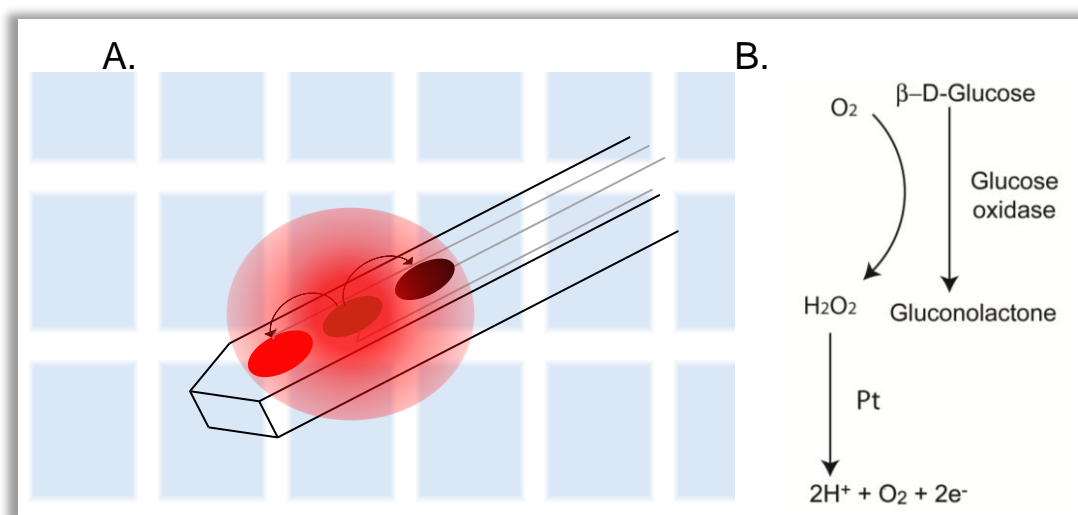 A.
B.
O2
β–D-Glucose
Glucose
oxidase
H2O2
Gluconolactone
Pt
2H+ + O2 + 2e-